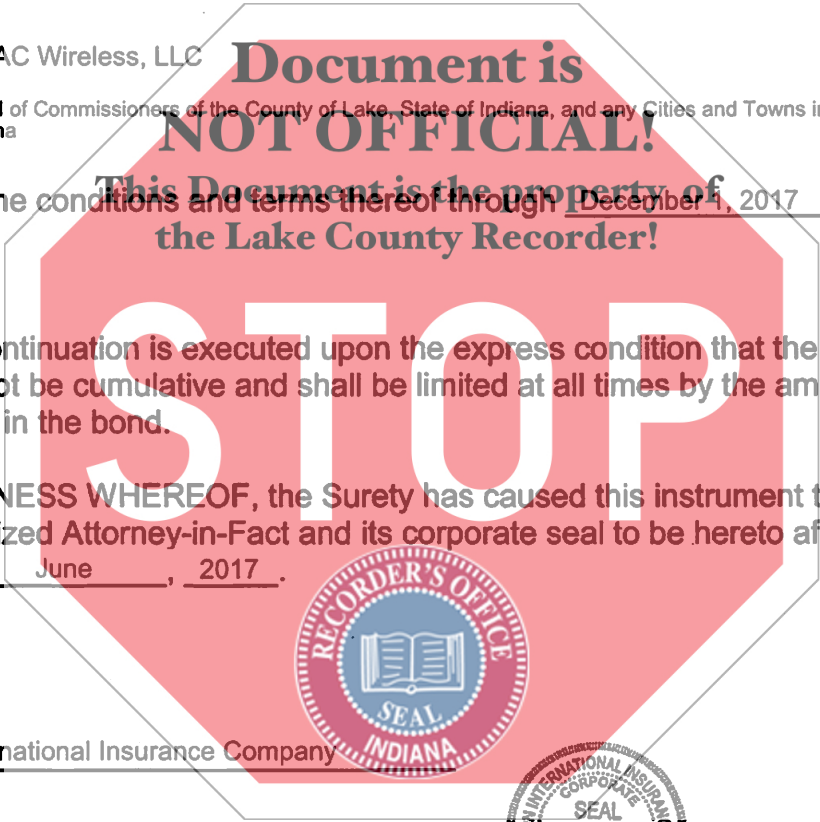 AC Wireless, LLC
Document is
of Commissioners of the County of Lake, State of Indiana, and any Cities and Towns in
NOT OFFICIAL!
This Document is the property of
the conditions and terms thereof through December 1, 2017
the Lake County Recorder!
STOP
ntinuation is executed upon the express condition that the
ot be cumulative and shall be limited at all times by the am
in the bond.
NESS WHEREOF, the Surety has caused this instrument t
zed Attorney-in-Fact and its corporate seal to be hereto af
June , 2017 .
RECORDER'S OFFICE
SEAL
INDIANA
national Insurance Company
N INTERNATIONAL INSURAN
CORPORATE
SEAL